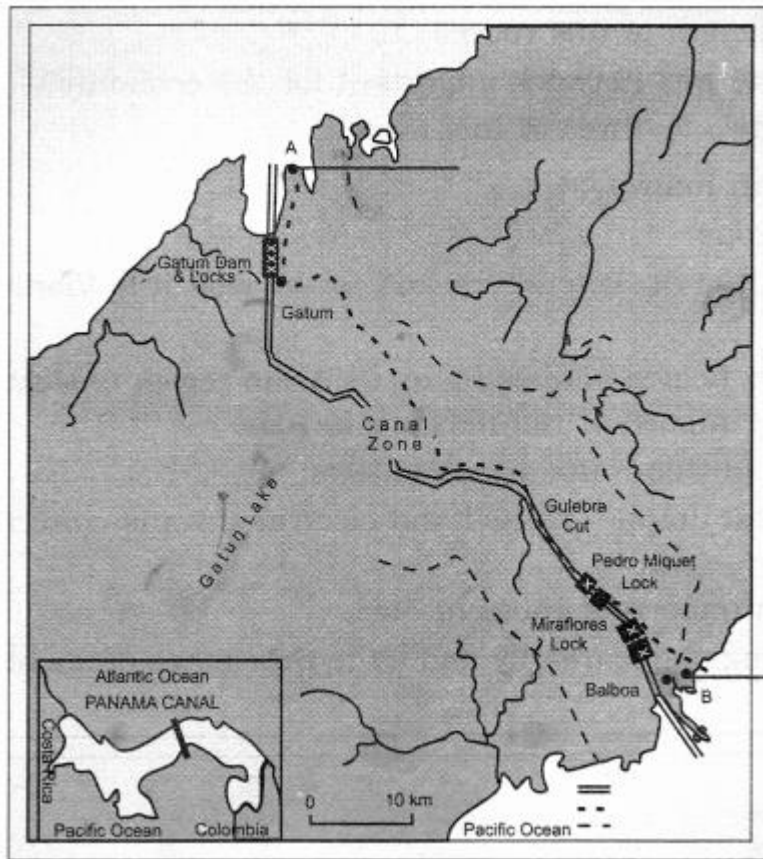 A
Gatum Dam
& Locks
Gatum
Canal
Zone
Gatun Lake
Gulebra
Cut
Pedro Miquet
Lock
Miraflores
Lock
Balboa
B
Atlantic Ocean
PANAMA CANAL
Costa Rica
Pacific Ocean
Colombia
0 10 km
Pacific Ocean